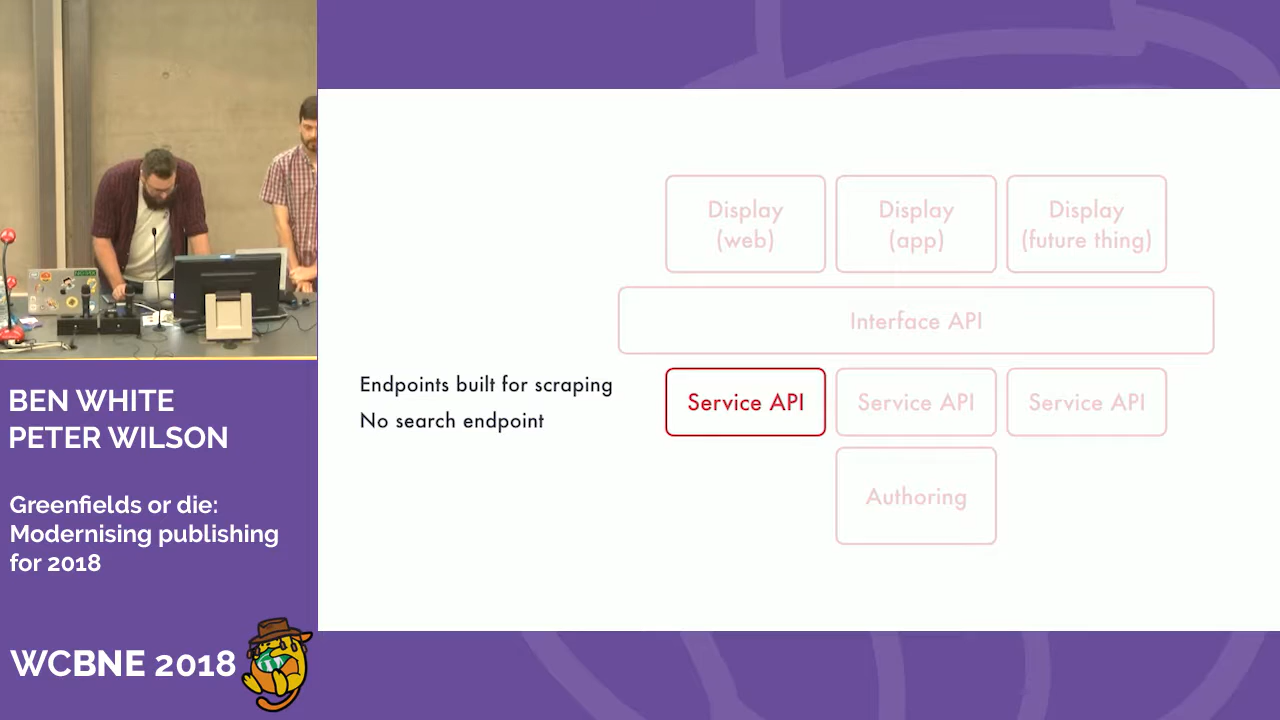 BEN WHITE
PETER WILSON
Greenfields or die:
Modernising publishing
for 2018
WCBNE 2018
Display
(web)
Display
(app)
Display
(future thing)
Interface API
Endpoints built for scraping
No search endpoint
Service API
Service API
Service API
Authoring